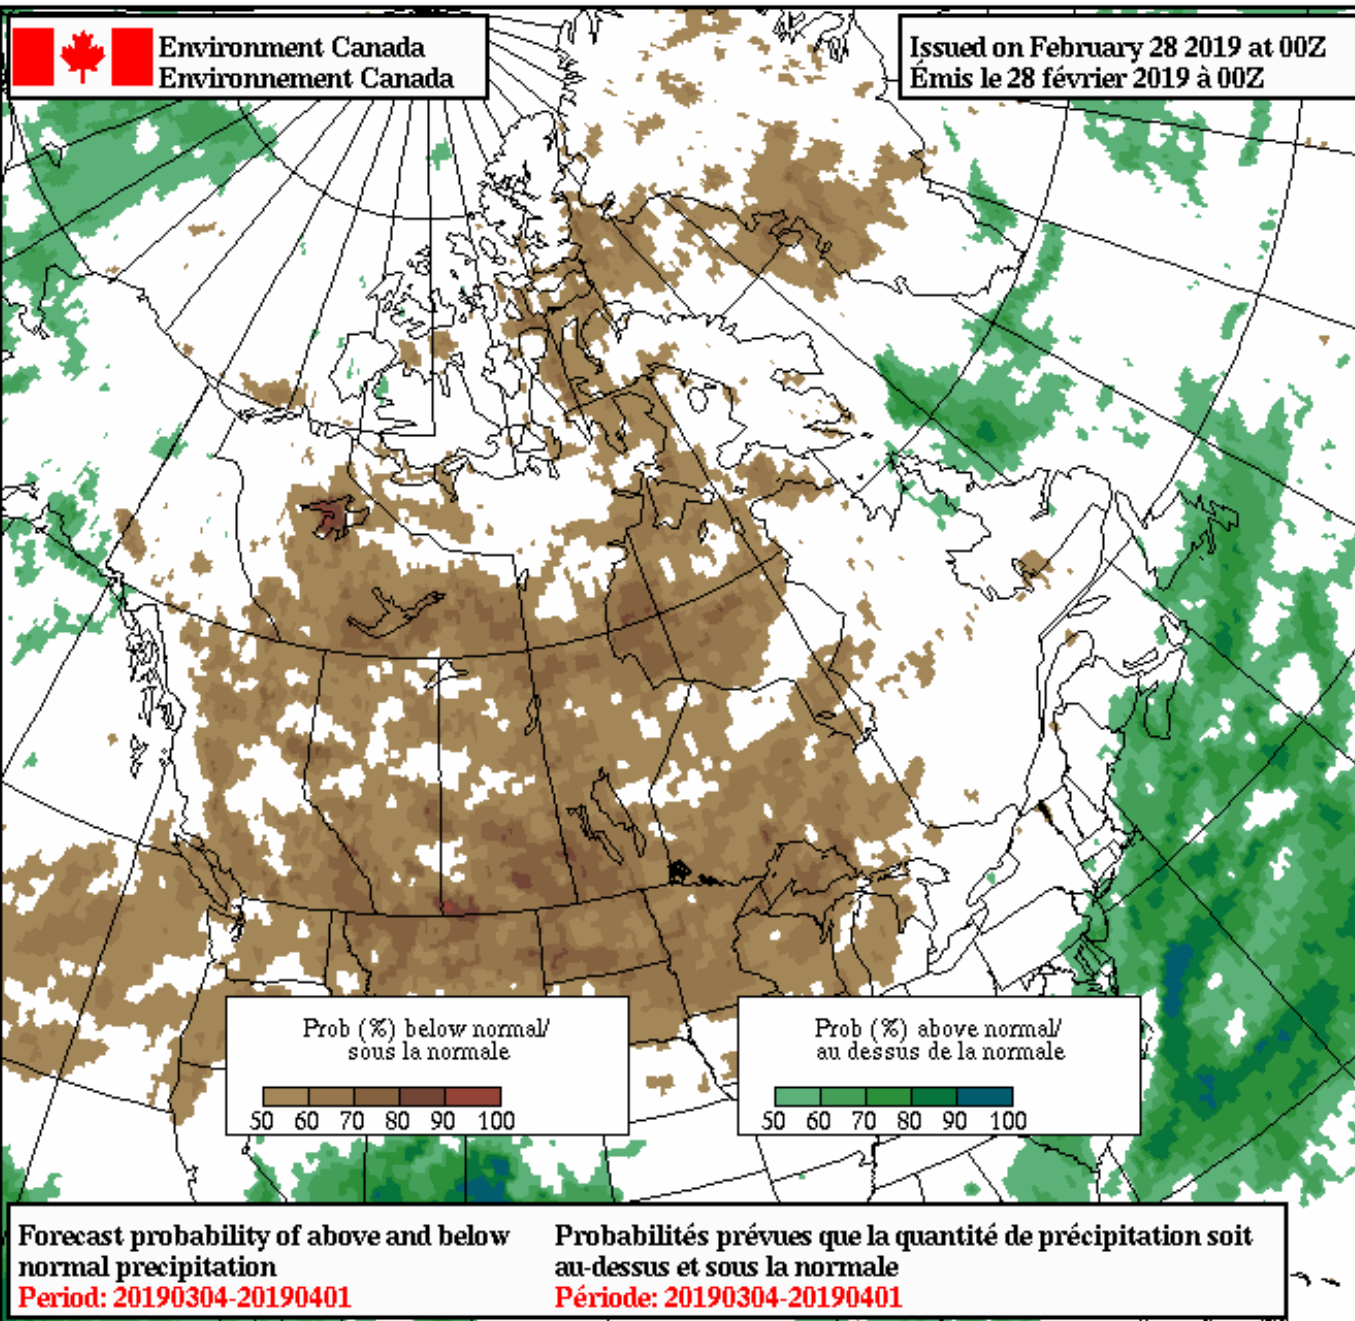 Environment Canada
Environnement Canada
Issued on February 28 2019 at 00Z
Émis le 28 février 2019 à 00Z
Prob (%) below normal/
sous la normale
50 60 70 80 90 100
Prob (%) above normal/
au dessus de la normale
50 60 70 80 90 100
Forecast probability of above and below
normal precipitation
Period: 20190304-20190401
Probabilités prévues que la quantité de précipitation soit
au-dessus et sous la normale
Période: 20190304-20190401